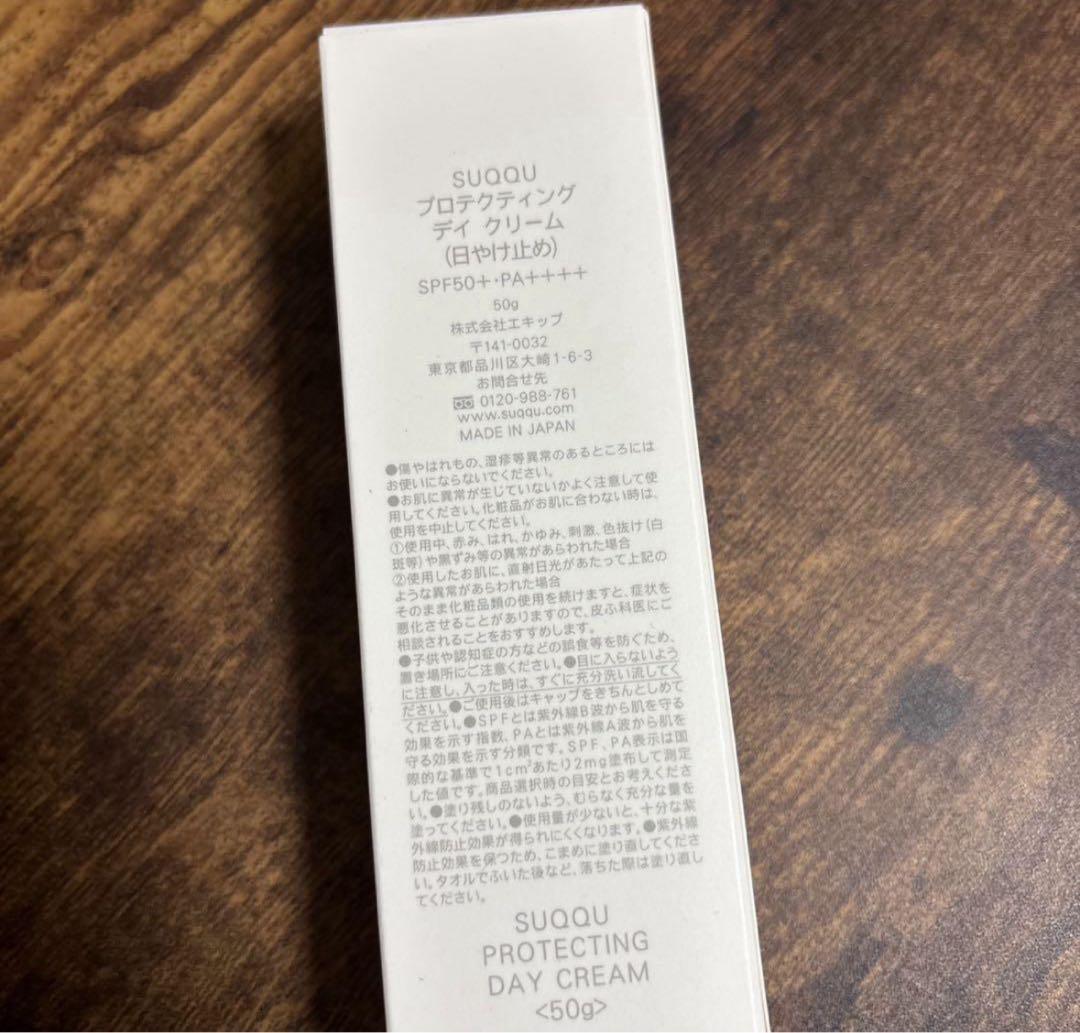 SUQQU
プロテクティング
デイ クリーム
(日やけ止め)
SPF50+・PA++++
50g
株式会社エキップ
〒141-0032
東京都品川区大崎1-6-3
お問合せ先
0120-988-761
www.suqqu.com
MADE IN JAPAN
●傷やはれもの、湿疹等異常のあるところには
お使いにならないでください。
●お肌に異常が生じていないかよく注意して使
用してください。化粧品がお肌に合わない時は、
使用を中止してください。
①使用中、赤み、はれ、かゆみ、刺激、色抜け(白
斑等)や黒ずみ等の異常があらわれた場合
②使用したお肌に、直射日光があたって上記の
ような異常があらわれた場合
そのまま化粧品類の使用を続けますと、症状を
悪化させることがありますので、皮ふ科医にご
相談されることをおすすめします。
●子供や認知症の方などの誤食等を防ぐため、
置き場所にご注意ください。●目に入らないよう
に注意し、入った時は、すぐに充分洗い流してく
ださい。●ご使用後はキャップをきちんとしめて
ください。●SPFとは紫外線B波から肌を守る
効果を示す指数、PAとは紫外線A波から肌を
守る効果を示す分類です。SPF、PA表示は国
際的な基準で1cm²あたり2mg塗布して測定
した値です。商品選択時の目安とお考えくださ
い。●塗り残しのないよう、むらなく充分な量を
塗ってください。●使用量が少ないと、十分な紫
外線防止効果が得られにくくなります。●紫外線
防止効果を保つため、こまめに塗り直してくださ
い。タオルでふいた後など、落ちた際は塗り直し
てください。
SUQQU
PROTECTING
DAY CREAM
<50g>